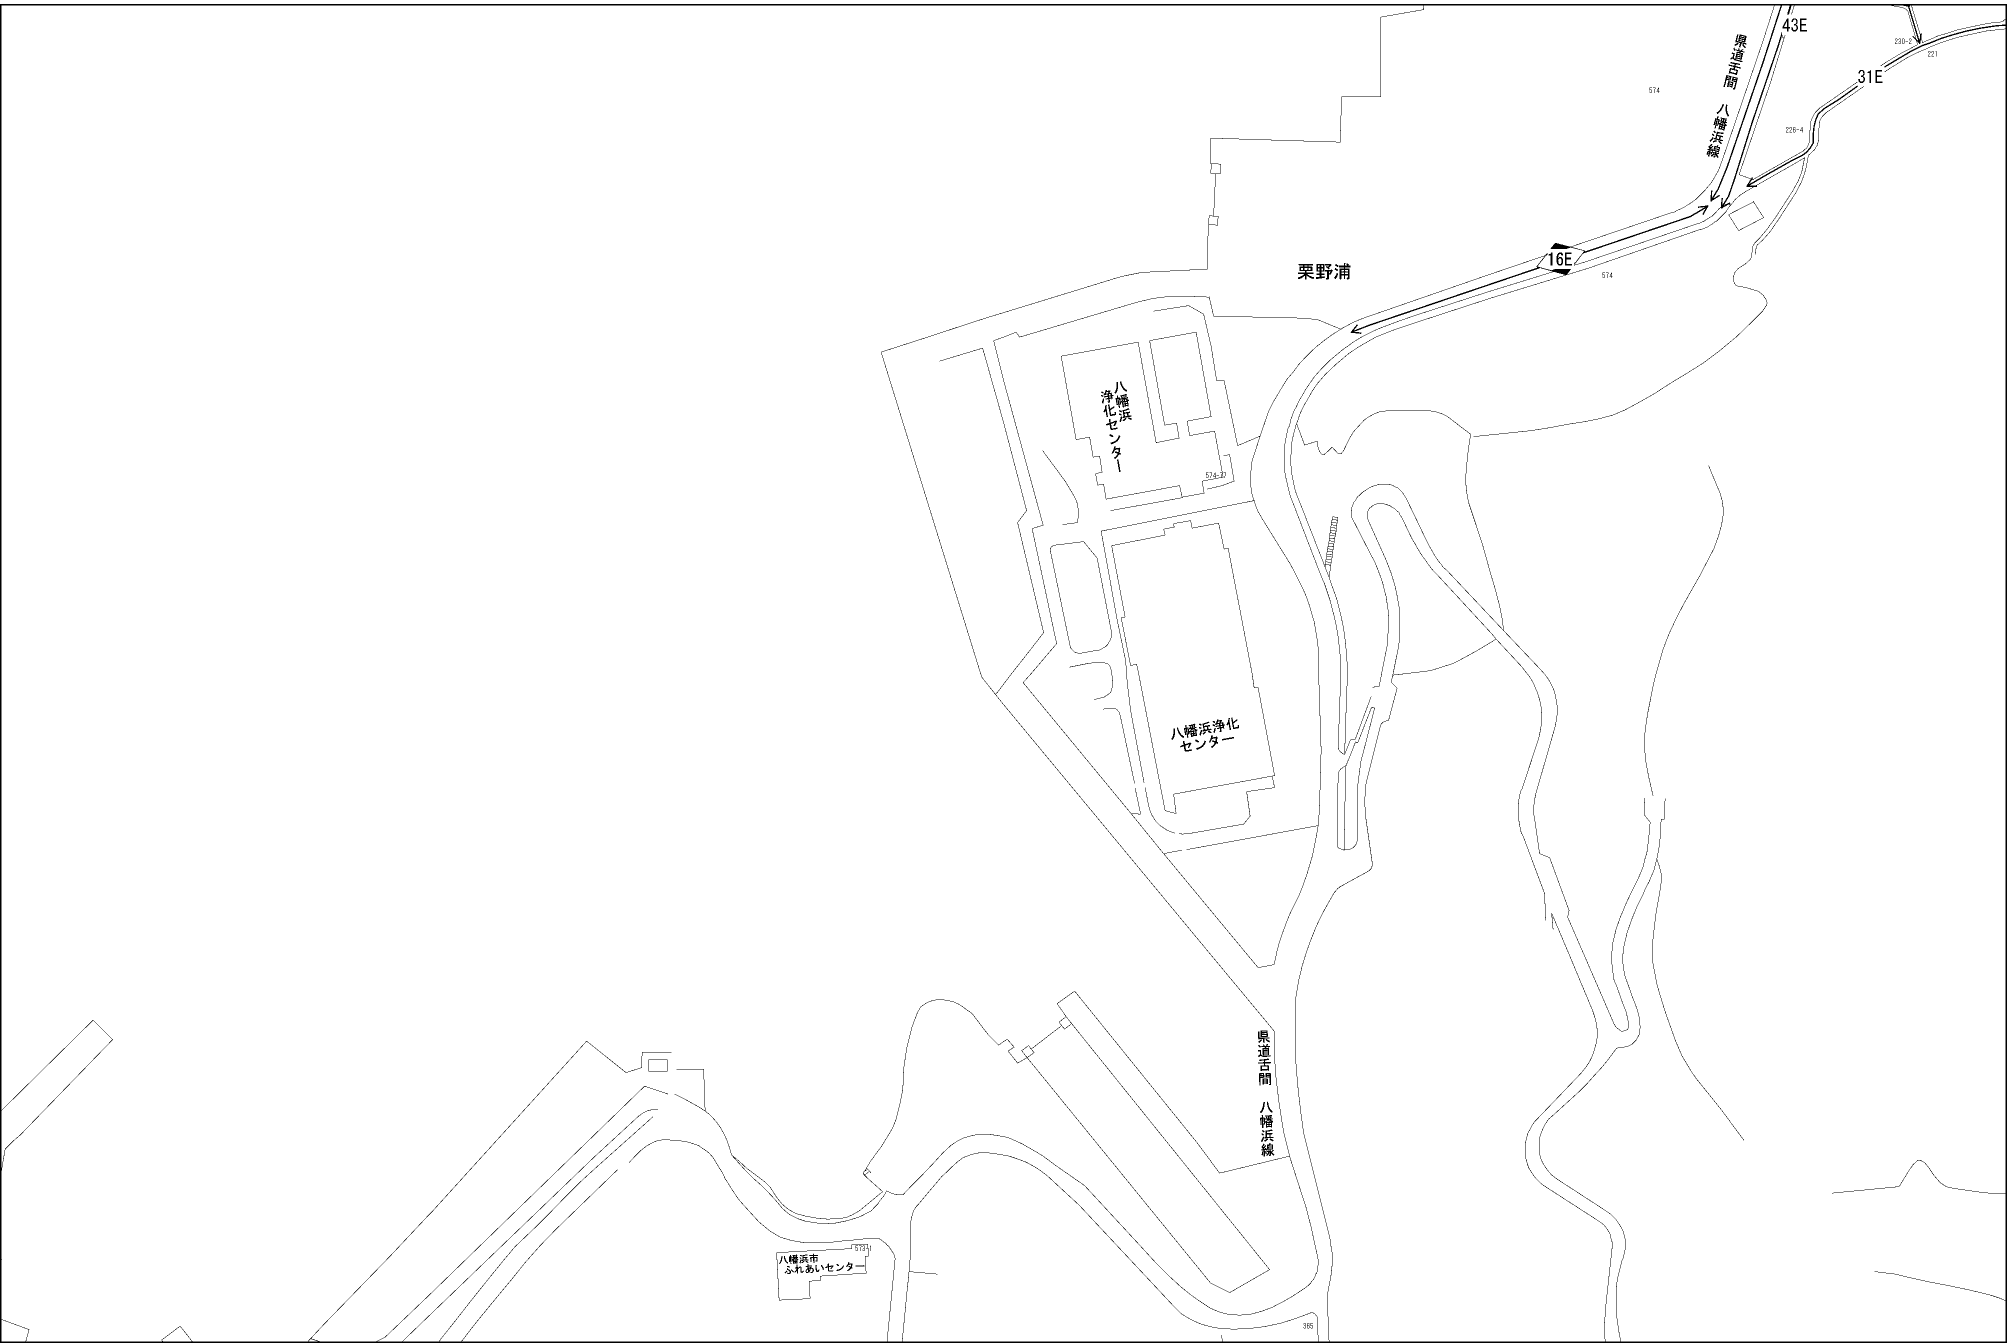 43E
県道舌間 八幡浜線
230-2
221
31E
574
226-4
16E
栗野浦
574
八幡浜
浄化センター
574-37
八幡浜浄化
センター
県道舌間 八幡浜線
573-1
八幡浜市
ふれあいセンター
365